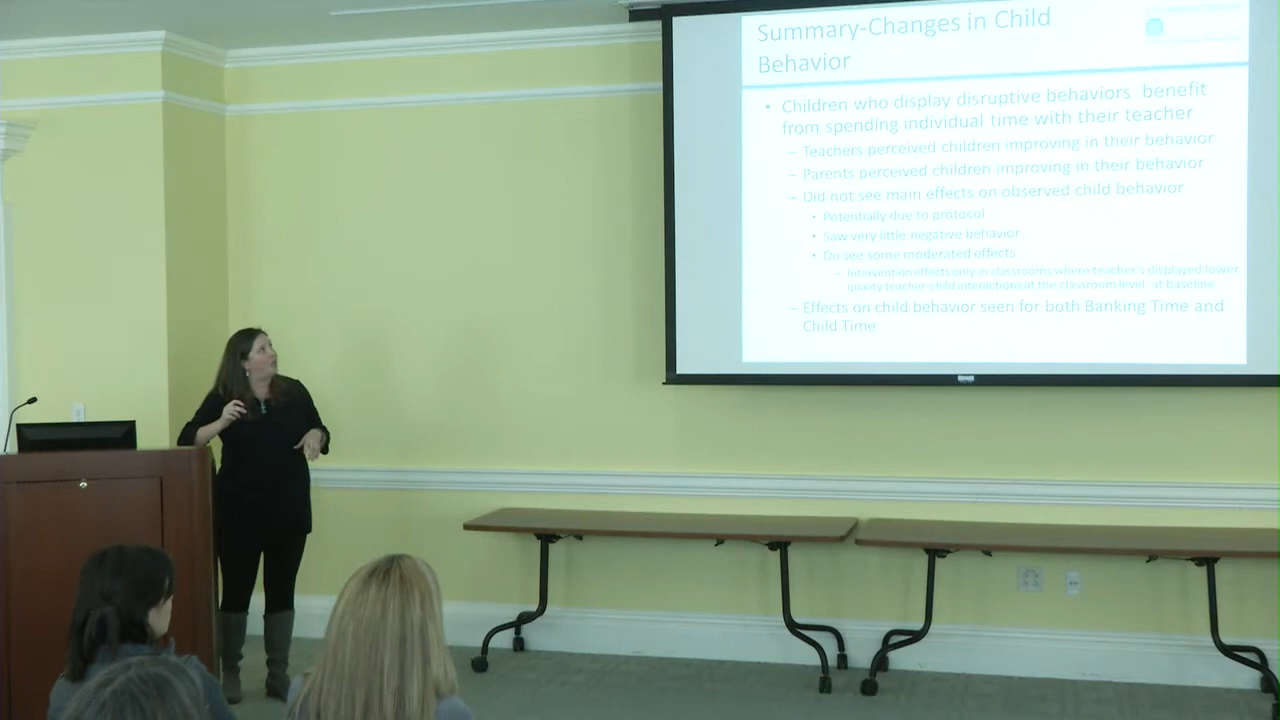 Summary-Changes in Child
Behavior
• Children who display disruptive behaviors benefit
from spending individual time with their teacher
– Teachers perceived children improving in their behavior
– Parents perceived children improving in their behavior
– Did not see main effects on observed child behavior
• Potentially due to protocol
• Saw very little negative behavior
• Do see some moderated effects
– Intervention effects only in classrooms where teacher's displayed lower
quality teacher-child interactions at the classroom level at baseline
– Effects on child behavior seen for both Banking Time and
Child Time